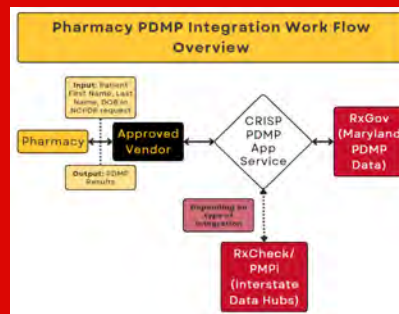 Pharmacy PDMP Integration Work Flow
Overview
Input: Patient
First Name, Last
Name, DOB in
NCPDP request
Pharmacy
Approved
Vendor
Output: PDMP
Results
CRISP
PDMP
App
Service
RxGov
(Maryland
PDMP
Data)
Depending on
type of
integration
RxCheck/
PMPi
(Interstate
Data Hubs)